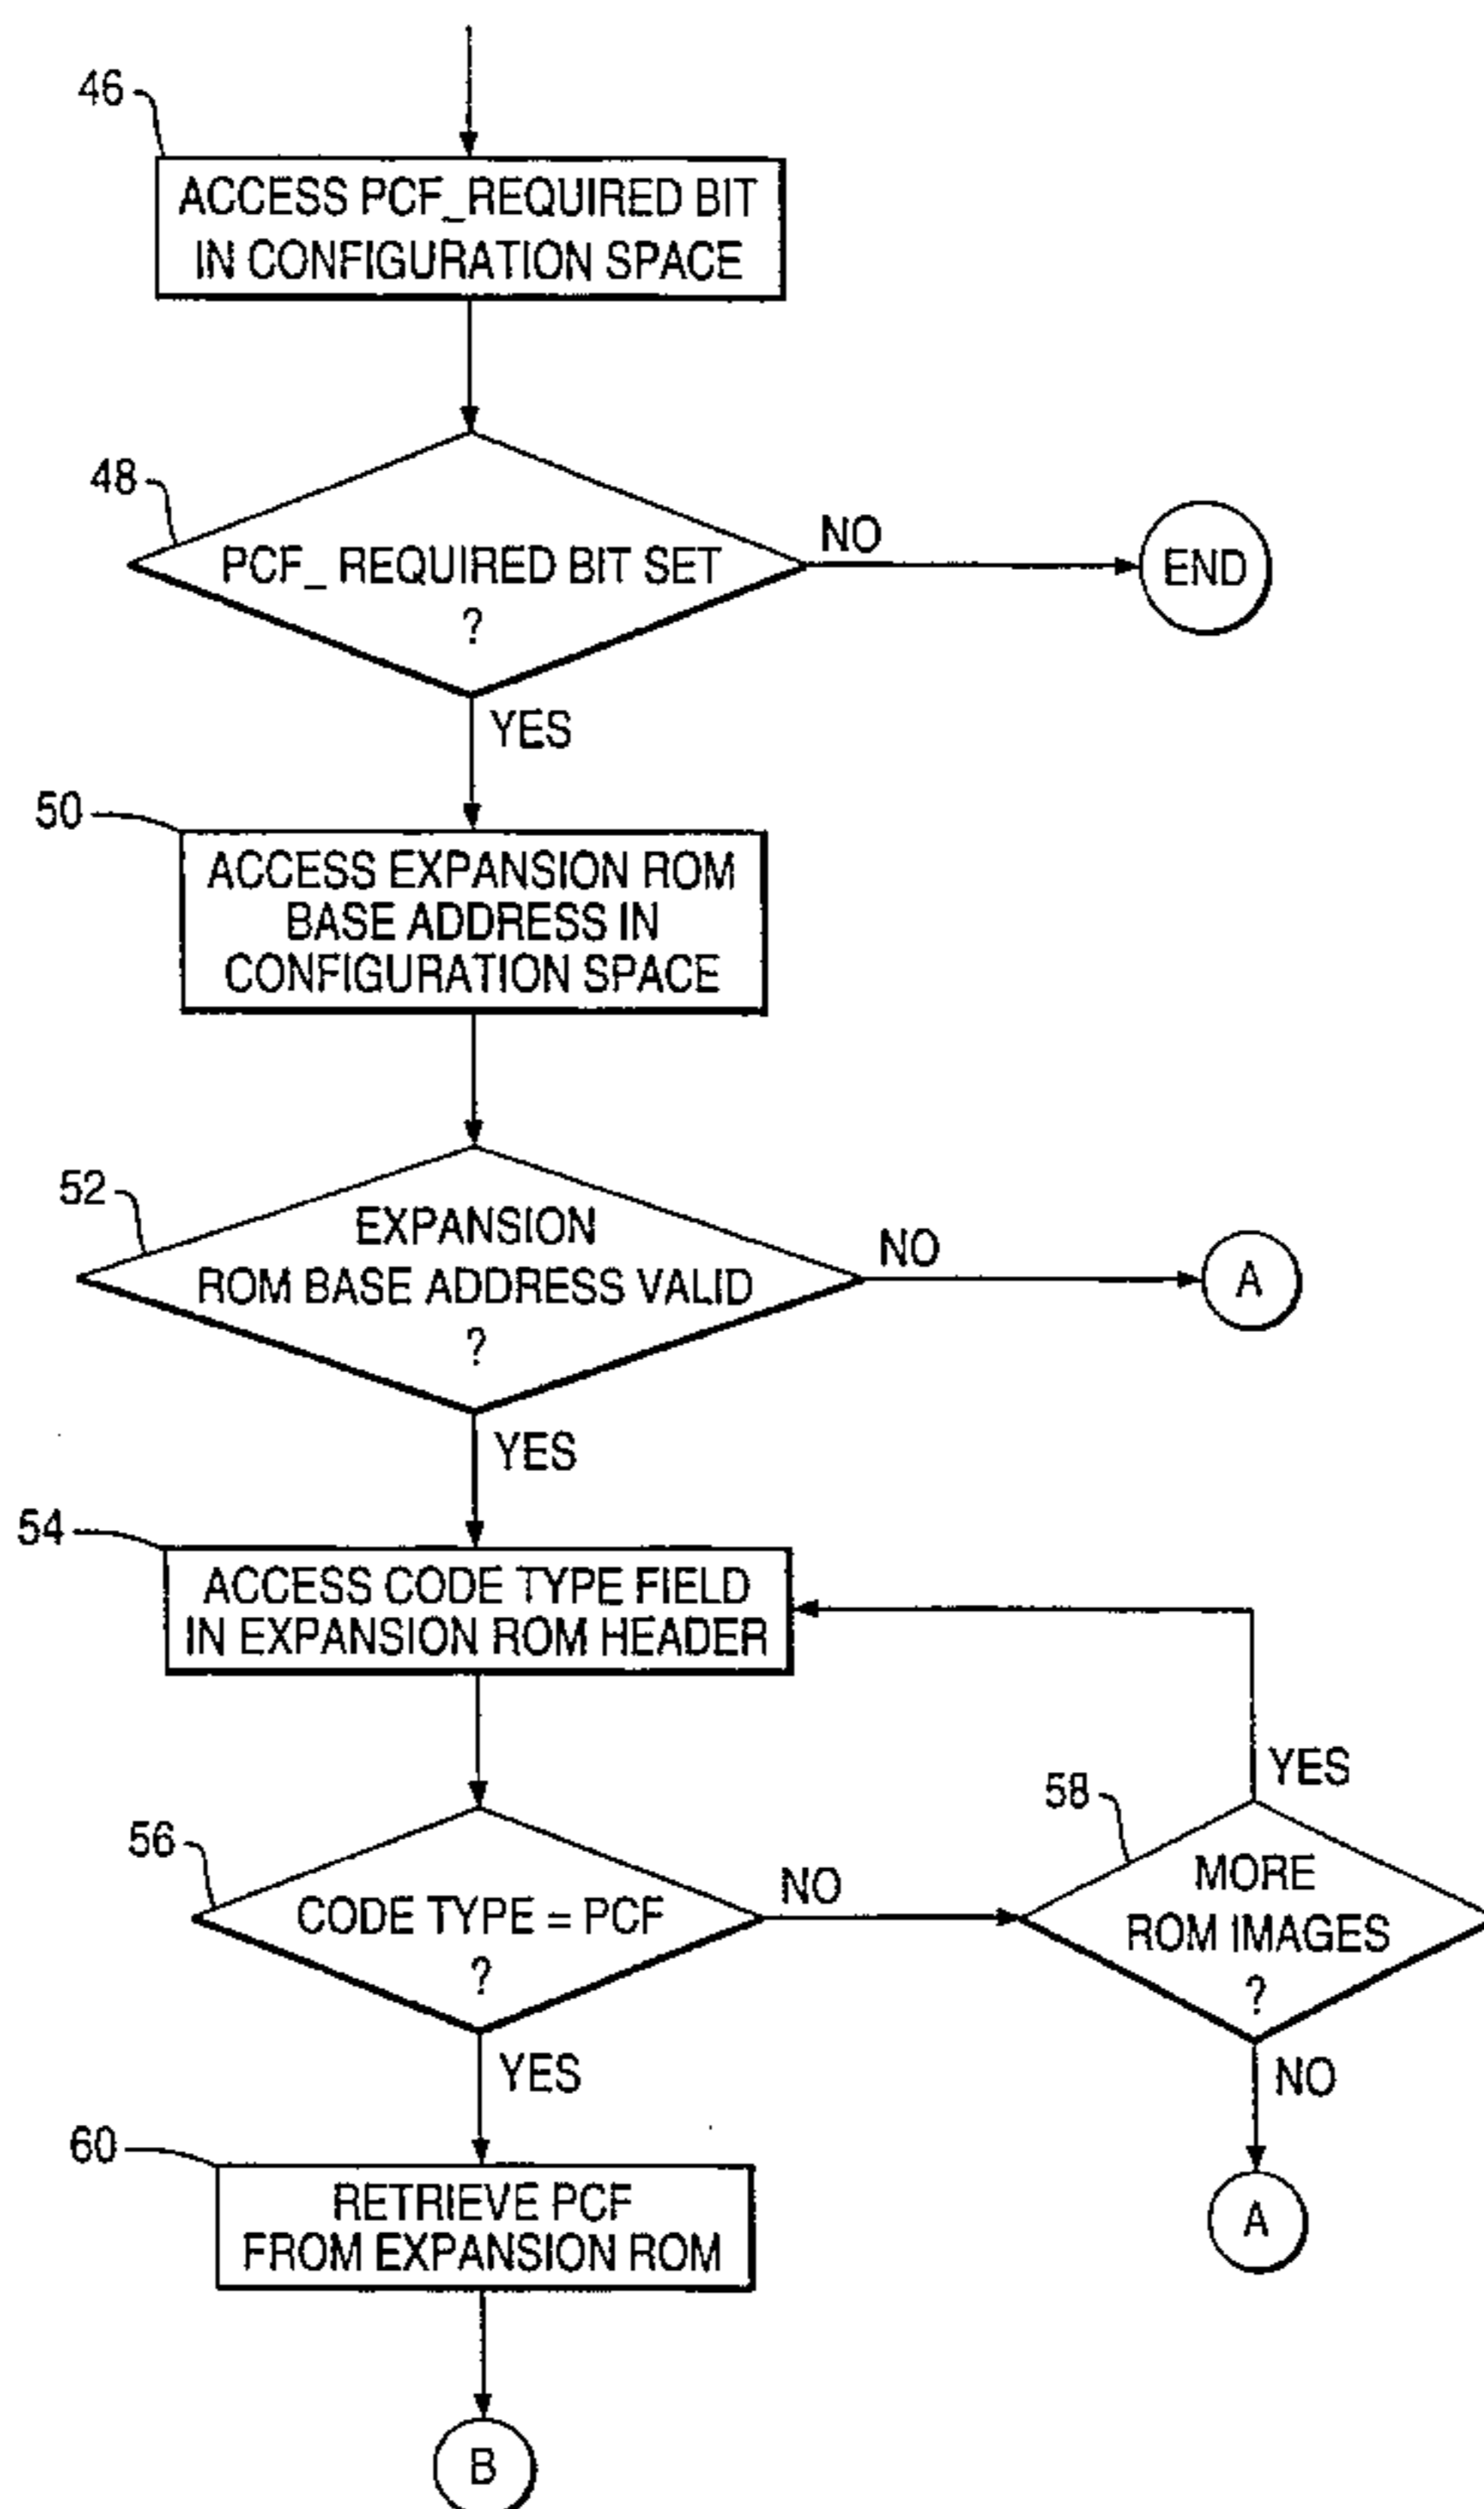 46
ACCESS PCF_REQUIRED BIT
IN CONFIGURATION SPACE
48
PCF_ REQUIRED BIT SET
?
NO
END
YES
50
ACCESS EXPANSION ROM
BASE ADDRESS IN
CONFIGURATION SPACE
52
EXPANSION
ROM BASE ADDRESS VALID
?
NO
A
YES
54
ACCESS CODE TYPE FIELD
IN EXPANSION ROM HEADER
56
CODE TYPE = PCF
?
NO
58
MORE
ROM IMAGES
?
YES
NO
A
YES
60
RETRIEVE PCF
FROM EXPANSION ROM
B